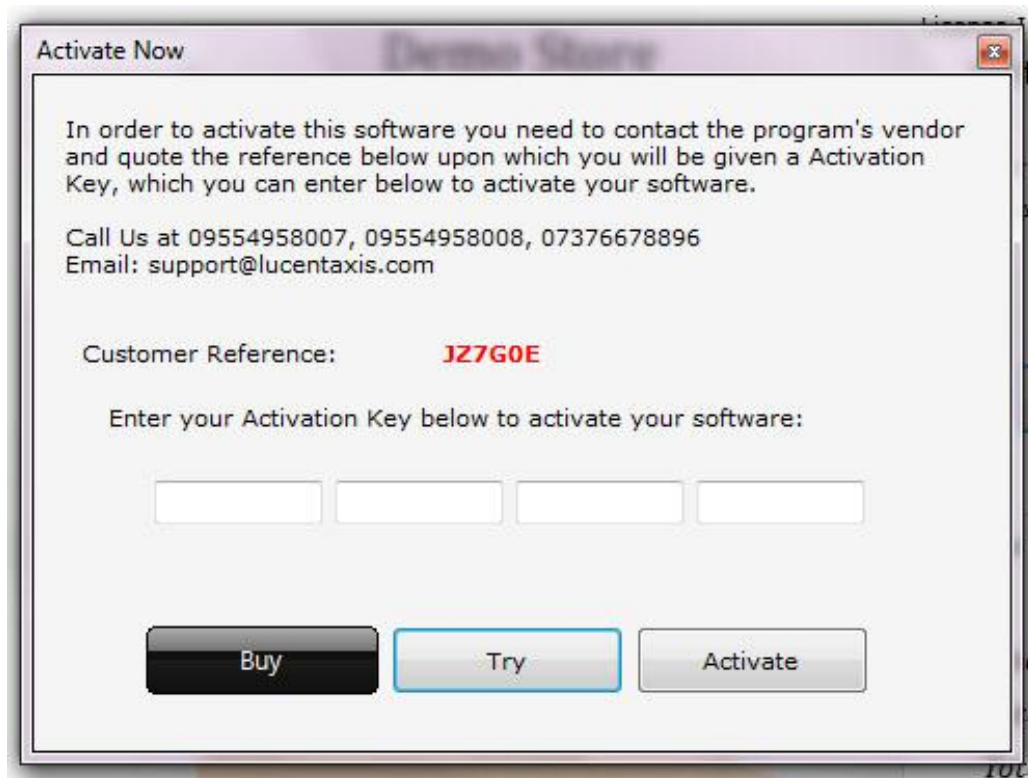 Demo Store
Activate Now
In order to activate this software you need to contact the program's vendor
and quote the reference below upon which you will be given a Activation
Key, which you can enter below to activate your software.
Call Us at 09554958007, 09554958008, 07376678896
Email: support@lucentaxis.com
Customer Reference: JZ7G0E
Enter your Activation Key below to activate your software:
Buy Try Activate